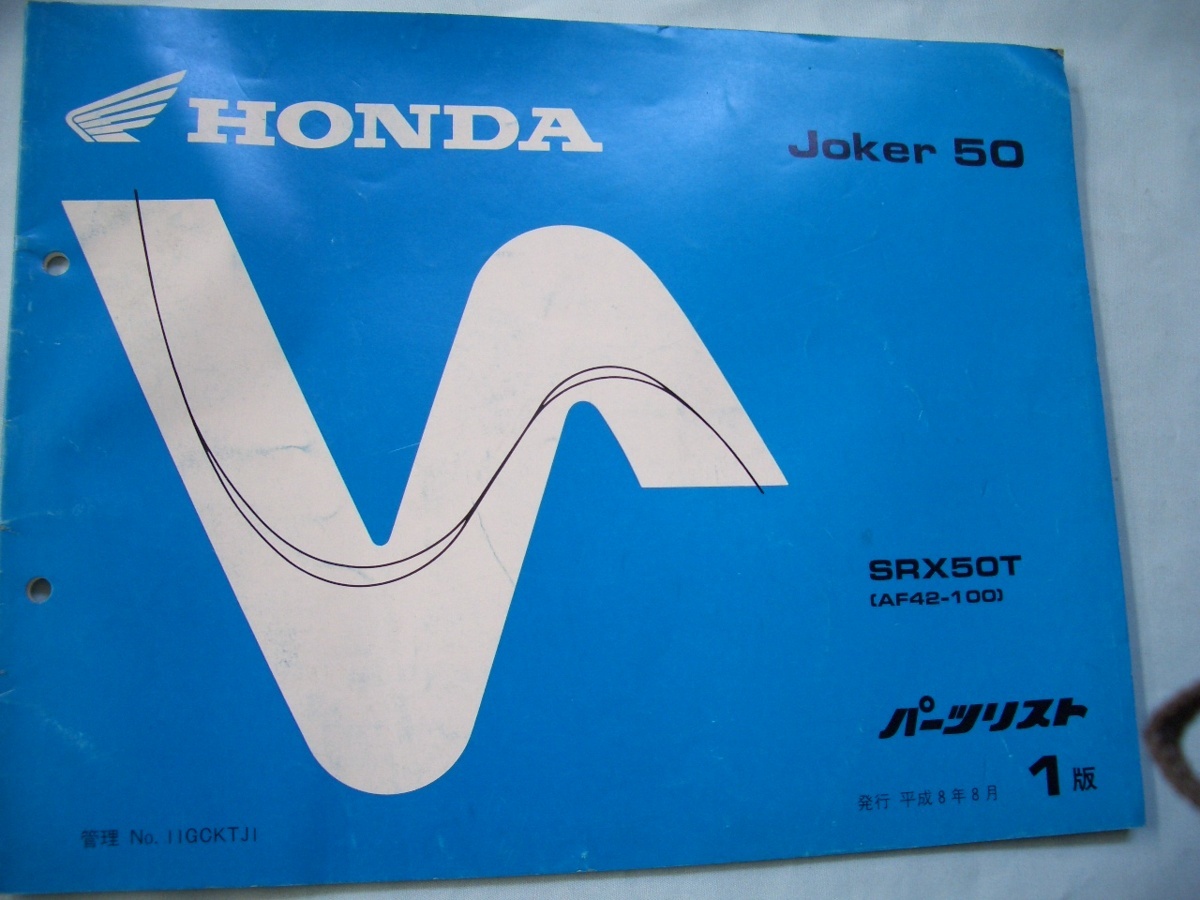 HONDA
Joker 50
SRX50T
(AF42-100)
パーツリスト
発行 平成8年8月 1版
管理 No. 11GCKTJ1